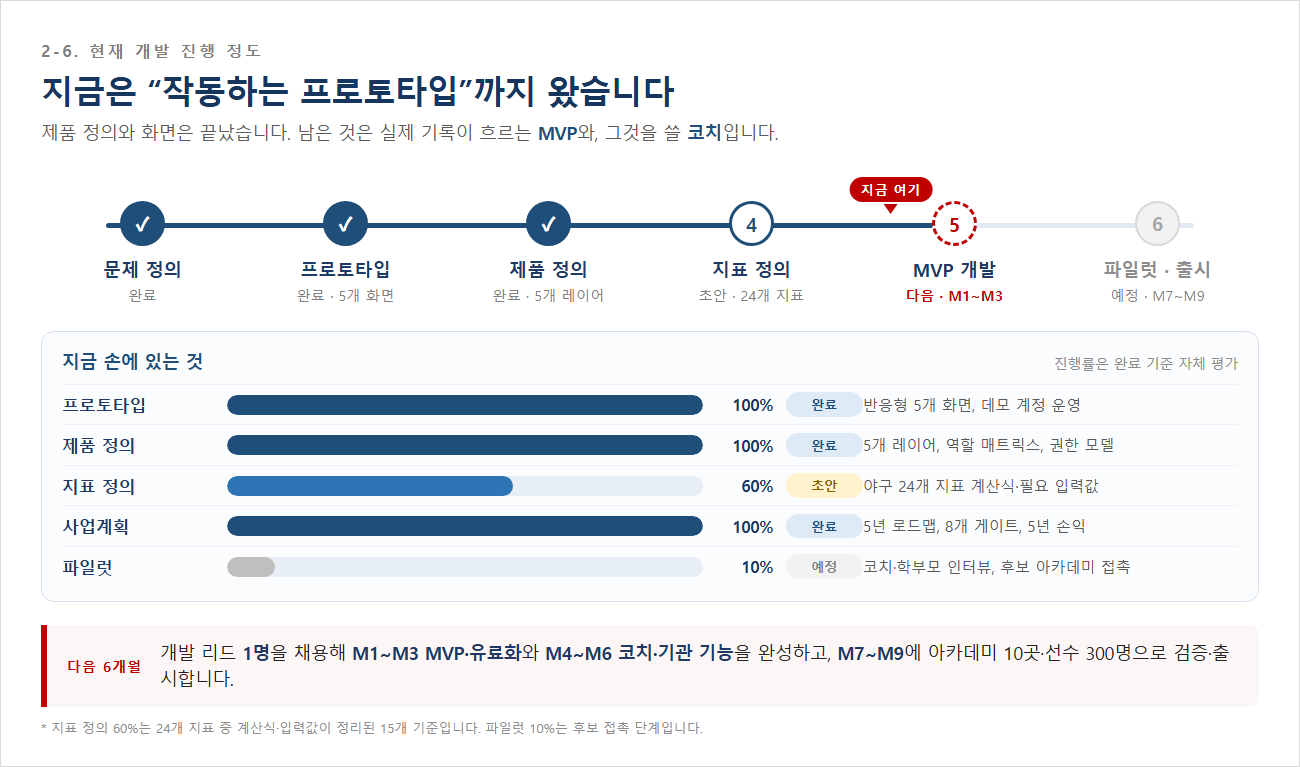 2-6. 현재 개발 진행 정도
지금은 “작동하는 프로토타입”까지 왔습니다
제품 정의와 화면은 끝났습니다. 남은 것은 실제 기록이 흐르는 MVP와, 그것을 쓸 코치입니다.
지금 여기
✓ ✓ ✓ 4 5 6
문제 정의 프로토타입 제품 정의 지표 정의 MVP 개발 파일럿 · 출시
완료 완료 · 5개 화면 완료 · 5개 레이어 초안 · 24개 지표 다음 · M1~M3 예정 · M7~M9
지금 손에 있는 것 진행률은 완료 기준 자체 평가
프로토타입 100% 완료 반응형 5개 화면, 데모 계정 운영
제품 정의 100% 완료 5개 레이어, 역할 매트릭스, 권한 모델
지표 정의 60% 초안 야구 24개 지표 계산식·필요 입력값
사업계획 100% 완료 5년 로드맵, 8개 게이트, 5년 손익
파일럿 10% 예정 코치·학부모 인터뷰, 후보 아카데미 접촉
다음 6개월 개발 리드 1명을 채용해 M1~M3 MVP·유료화와 M4~M6 코치·기관 기능을 완성하고, M7~M9에 아카데미 10곳·선수 300명으로 검증·출
시합니다.
* 지표 정의 60%는 24개 지표 중 계산식·입력값이 정리된 15개 기준입니다. 파일럿 10%는 후보 접촉 단계입니다.